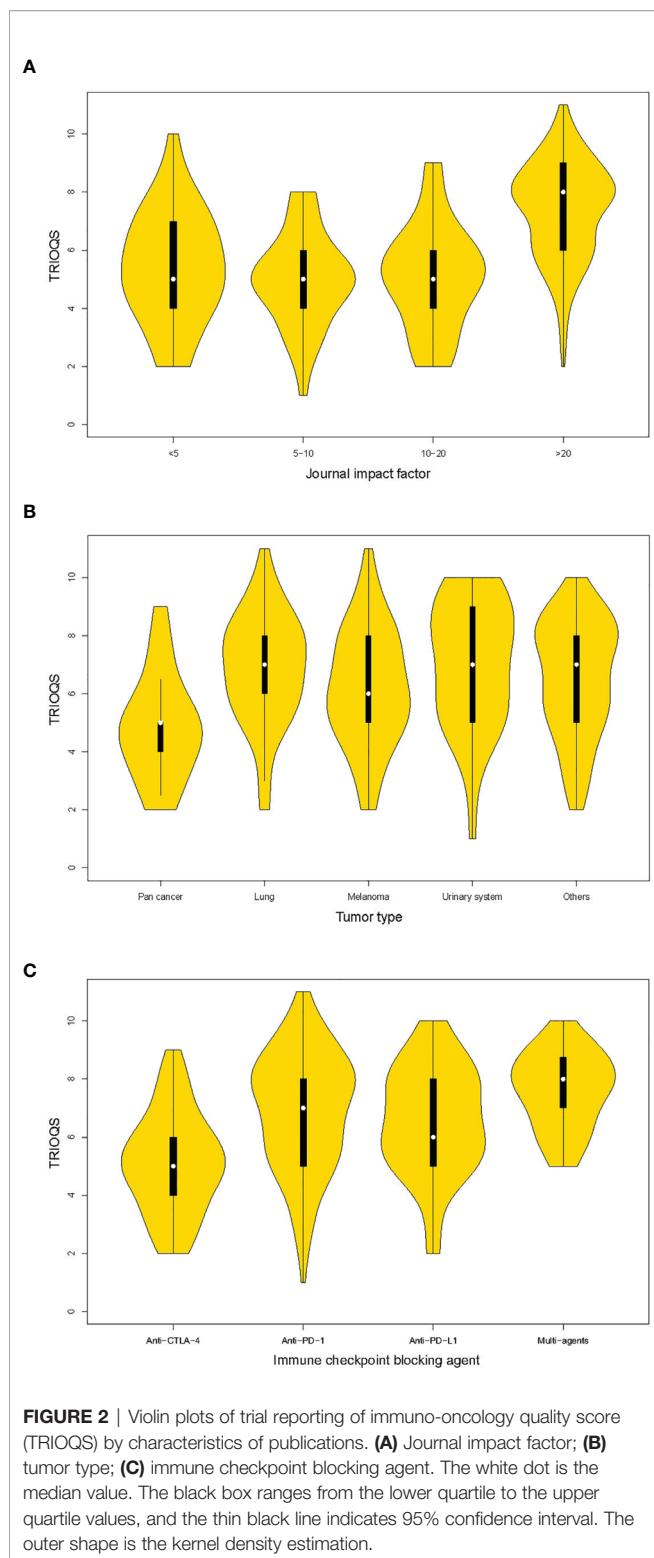 A
TRIOQS
10
8
6
4
2
0
<5
5−10
10−20
>20
Journal impact factor
B
TRIOQS
10
8
6
4
2
0
Pan cancer
Lung
Melanoma
Urinary system
Others
Tumor type
C
TRIOQS
10
8
6
4
2
0
Anti−CTLA−4
Anti−PD−1
Anti−PD−L1
Multi−agents
Immune checkpoint blocking agent
FIGURE 2 | Violin plots of trial reporting of immuno-oncology quality score
(TRIOQS) by characteristics of publications. (A) Journal impact factor; (B)
tumor type; (C) immune checkpoint blocking agent. The white dot is the
median value. The black box ranges from the lower quartile to the upper
quartile values, and the thin black line indicates 95% confidence interval. The
outer shape is the kernel density estimation.